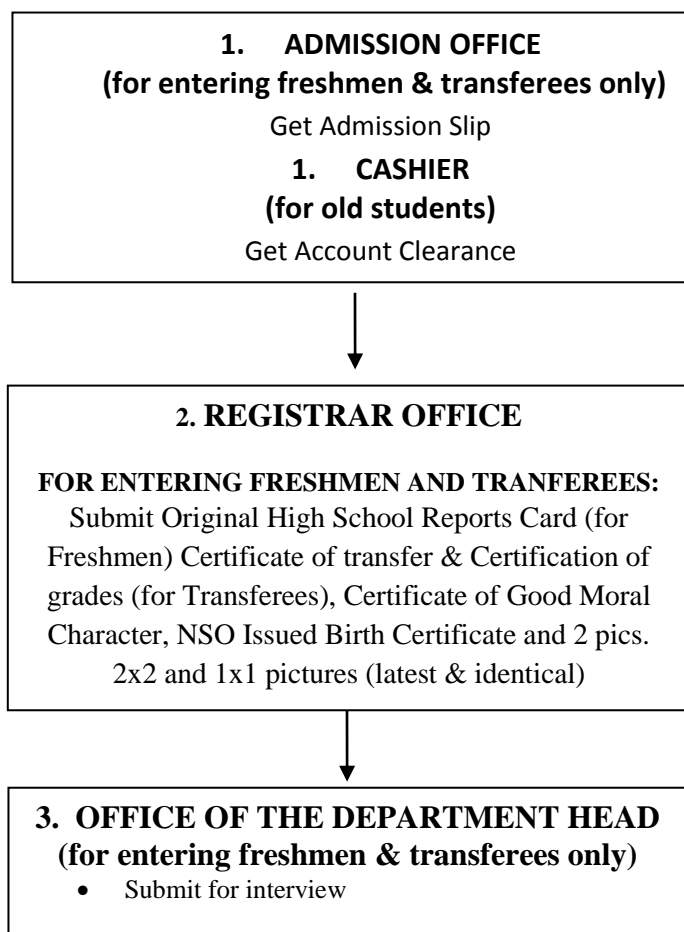 1. ADMISSION OFFICE
(for entering freshmen & transferees only)
Get Admission Slip
1. CASHIER
(for old students)
Get Account Clearance
2. REGISTRAR OFFICE
FOR ENTERING FRESHMEN AND TRANFEREES:
Submit Original High School Reports Card (for
Freshmen) Certificate of transfer & Certification of
grades (for Transferees), Certificate of Good Moral
Character, NSO Issued Birth Certificate and 2 pics.
2x2 and 1x1 pictures (latest & identical)
3. OFFICE OF THE DEPARTMENT HEAD
(for entering freshmen & transferees only)
• Submit for interview